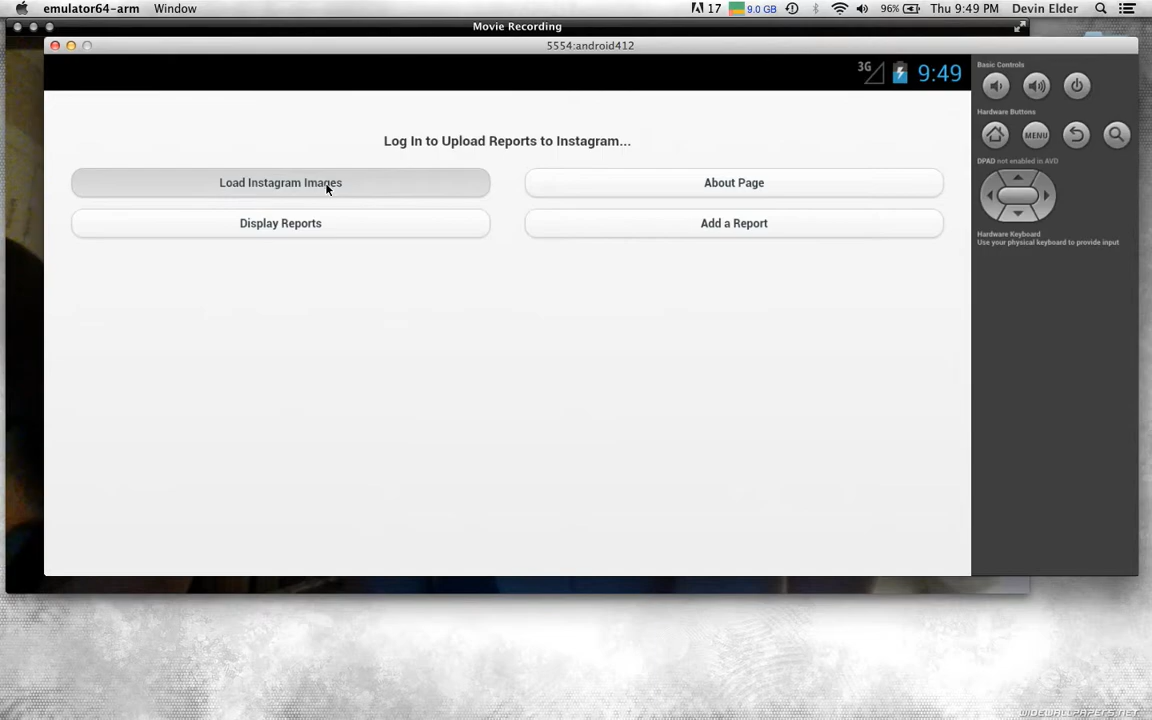 emulator64-arm Window 17 9.0 GB 96% Thu 9:49 PM Devin Elder
Movie Recording
5554:android412
3G 9:49
Log In to Upload Reports to Instagram...
Load Instagram Images About Page
Display Reports Add a Report
Basic Controls
Hardware Buttons
MENU
DPAD not enabled in AVD
Hardware Keyboard
Use your physical keyboard to provide input
WIDEWALLPAPERS.NET